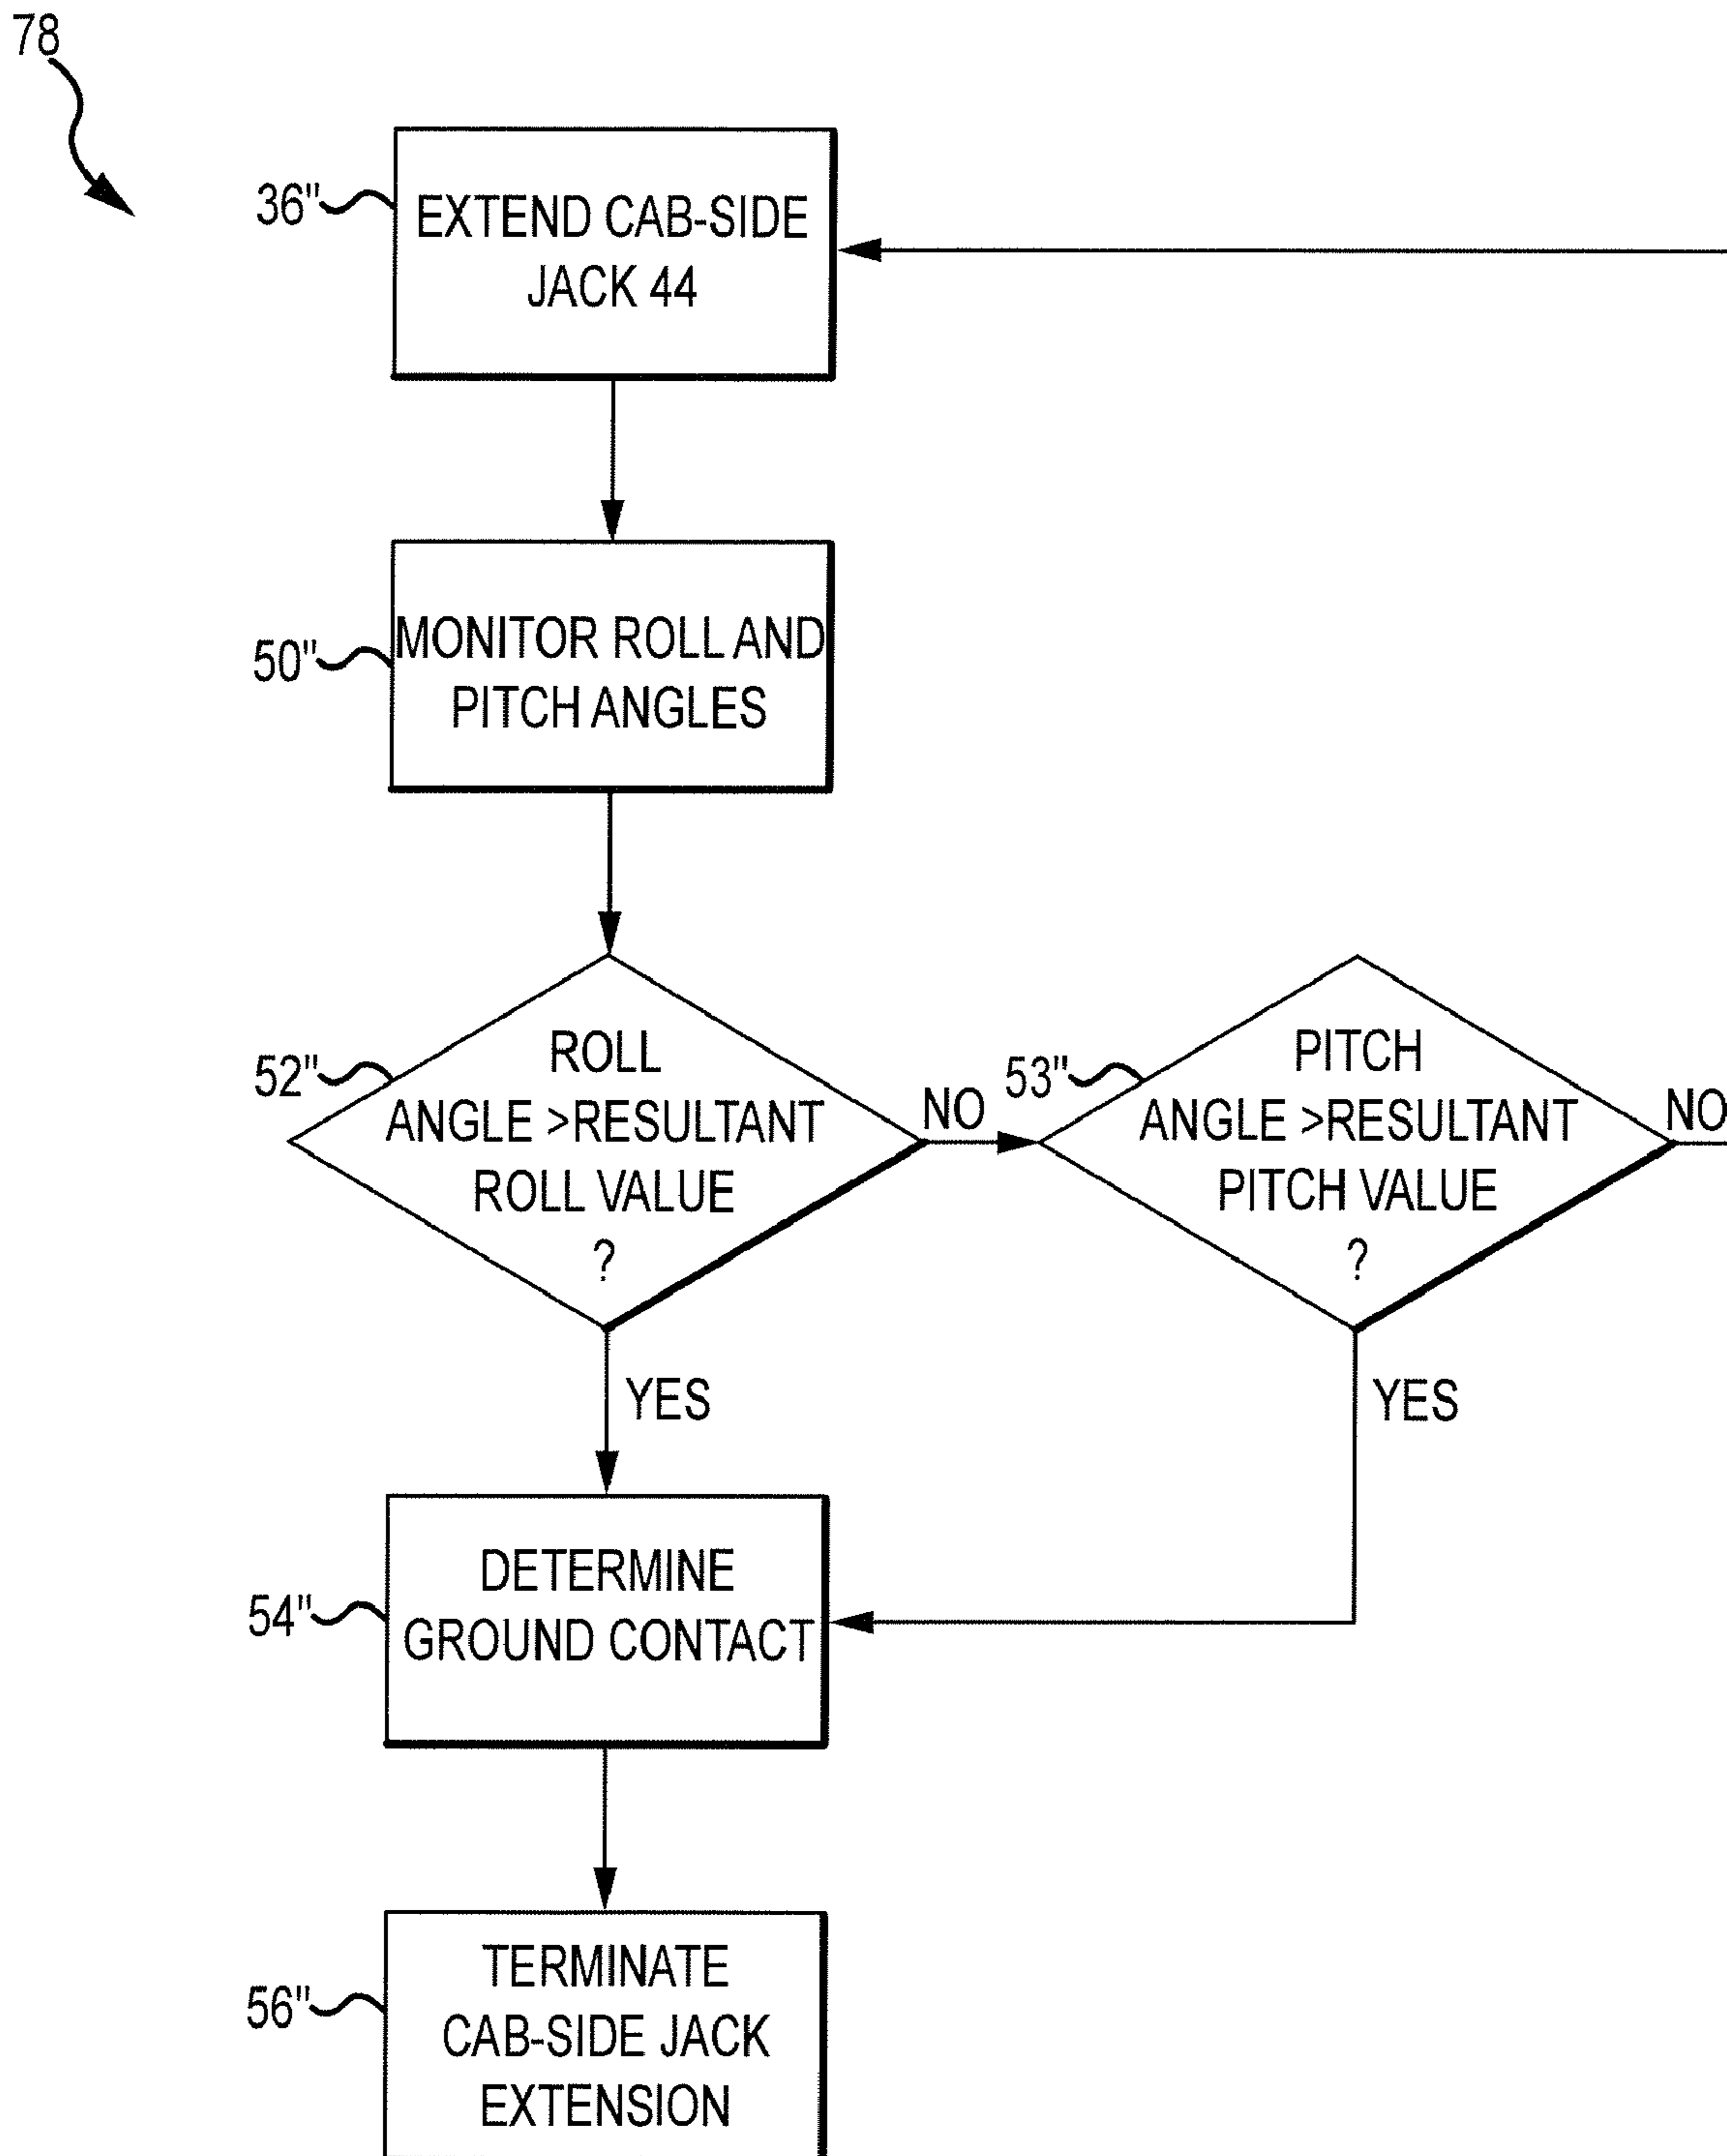 78
36"
EXTEND CAB-SIDE
JACK 44
50"
MONITOR ROLL AND
PITCH ANGLES
52"
ROLL
ANGLE >RESULTANT
ROLL VALUE
?
NO
53"
PITCH
ANGLE >RESULTANT
PITCH VALUE
?
NO
YES
YES
54"
DETERMINE
GROUND CONTACT
56"
TERMINATE
CAB-SIDE JACK
EXTENSION